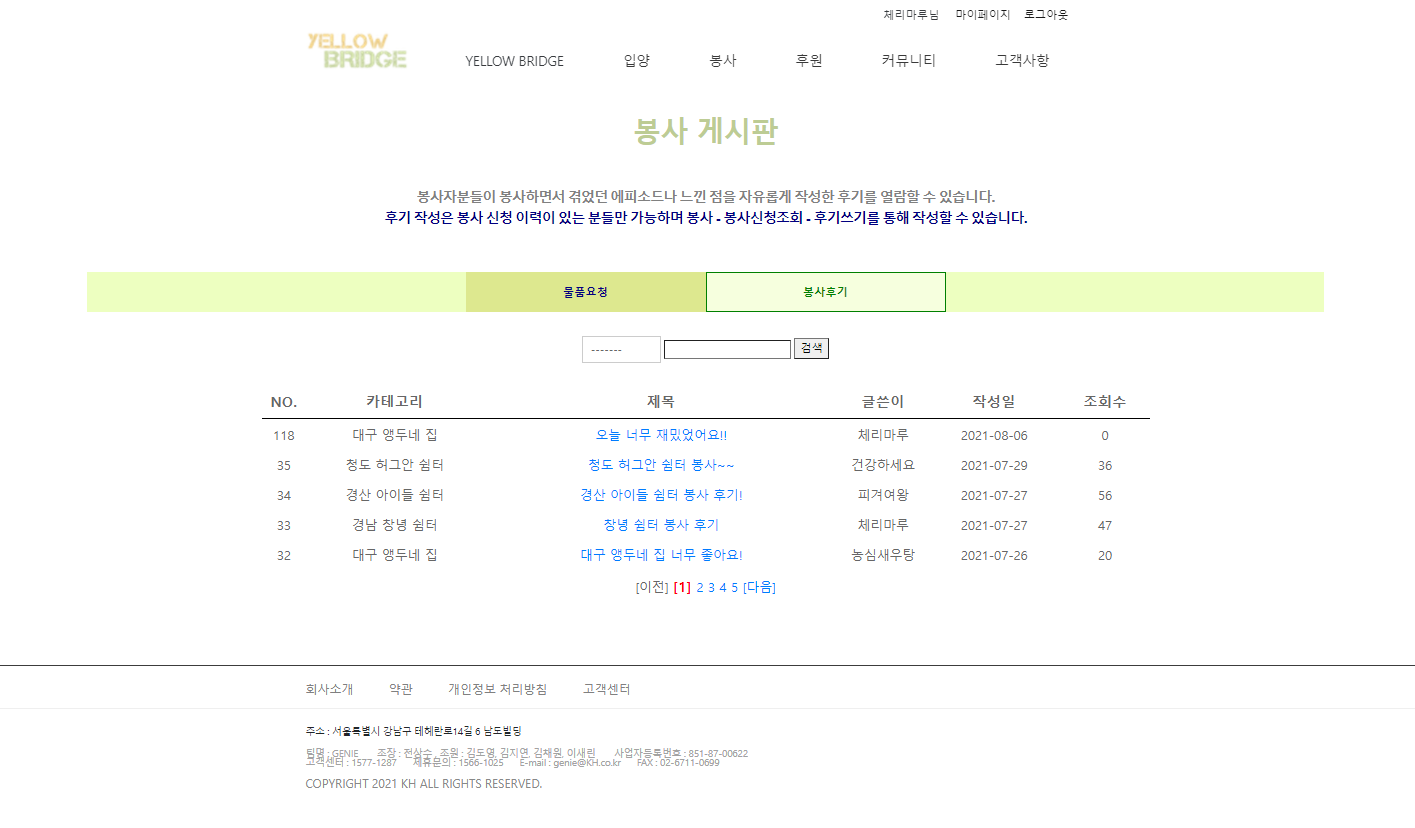 체리마루님 마이페이지 로그아웃
YELLOW BRIDGE
YELLOW BRIDGE 입양 봉사 후원 커뮤니티 고객사항
봉사 게시판
봉사자분들이 봉사하면서 겪었던 에피소드나 느낀 점을 자유롭게 작성한 후기를 열람할 수 있습니다.
후기 작성은 봉사 신청 이력이 있는 분들만 가능하며 봉사 - 봉사신청조회 - 후기쓰기를 통해 작성할 수 있습니다.
물품요청 봉사후기
------- 검색
NO. 카테고리 제목 글쓴이 작성일 조회수
118 대구 앵두네 집 오늘 너무 재밌었어요!! 체리마루 2021-08-06 0
35 청도 허그안 쉼터 청도 허그안 쉼터 봉사~~ 건강하세요 2021-07-29 36
34 경산 아이들 쉼터 경산 아이들 쉼터 봉사 후기! 피겨여왕 2021-07-27 56
33 경남 창녕 쉼터 창녕 쉼터 봉사 후기 체리마루 2021-07-27 47
32 대구 앵두네 집 대구 앵두네 집 너무 좋아요! 농심새우탕 2021-07-26 20
[이전] [1] 2 3 4 5 [다음]
회사소개 약관 개인정보 처리방침 고객센터
주소 : 서울특별시 강남구 테헤란로14길 6 남도빌딩
팀명 : GENIE 조장 : 전상수 조원 : 김도영, 김지연, 김채원, 이새린 사업자등록번호 : 851-87-00622
고객센터 : 1577-1287 제휴문의 : 1566-1025 E-mail : genie@KH.co.kr FAX : 02-6711-0699
COPYRIGHT 2021 KH ALL RIGHTS RESERVED.